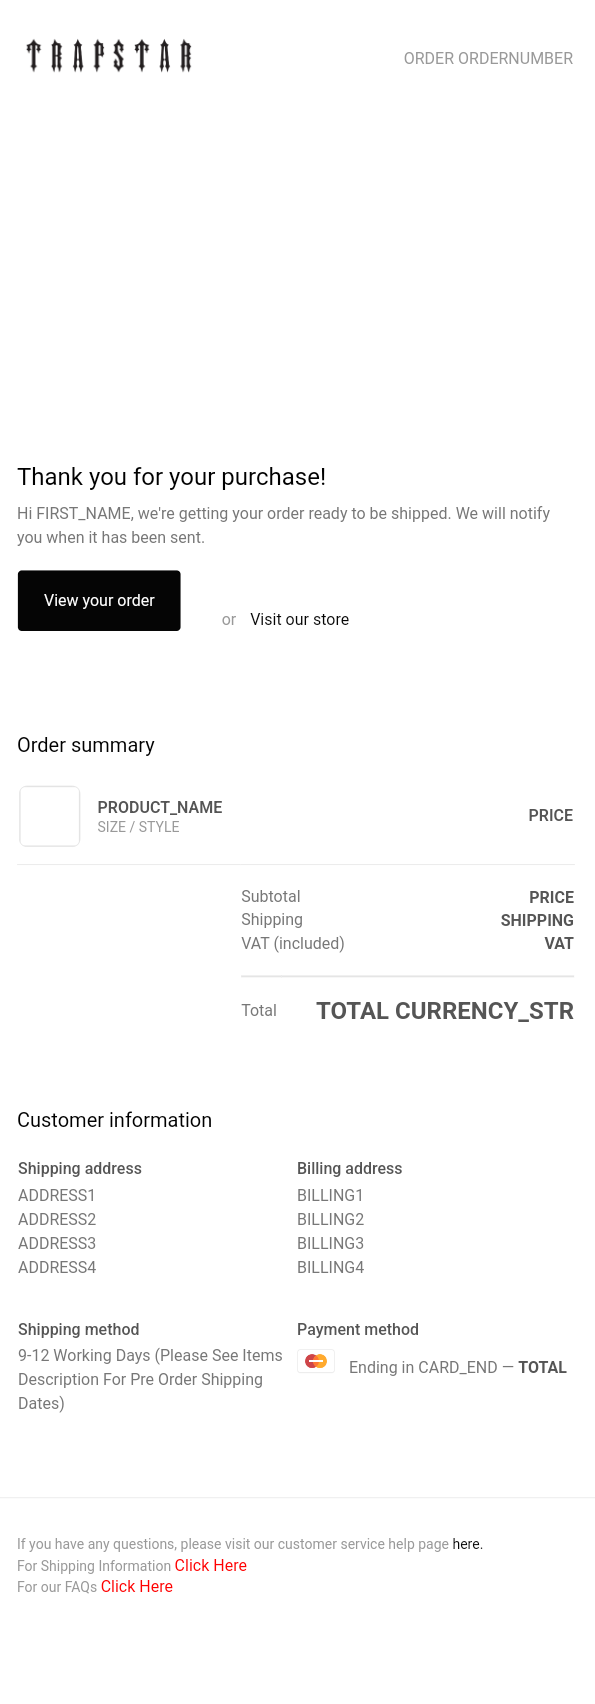 TRAPSTAR
ORDER ORDERNUMBER
Thank you for your purchase!
Hi FIRST_NAME, we're getting your order ready to be shipped. We will notify
you when it has been sent.
View your order
or Visit our store
Order summary
PRODUCT_NAME
SIZE / STYLE
PRICE
Subtotal PRICE
Shipping SHIPPING
VAT (included) VAT
Total TOTAL CURRENCY_STR
Customer information
Shipping address
ADDRESS1
ADDRESS2
ADDRESS3
ADDRESS4
Billing address
BILLING1
BILLING2
BILLING3
BILLING4
Shipping method
9-12 Working Days (Please See Items
Description For Pre Order Shipping
Dates)
Payment method
Ending in CARD_END — TOTAL
If you have any questions, please visit our customer service help page here.
For Shipping Information Click Here
For our FAQs Click Here